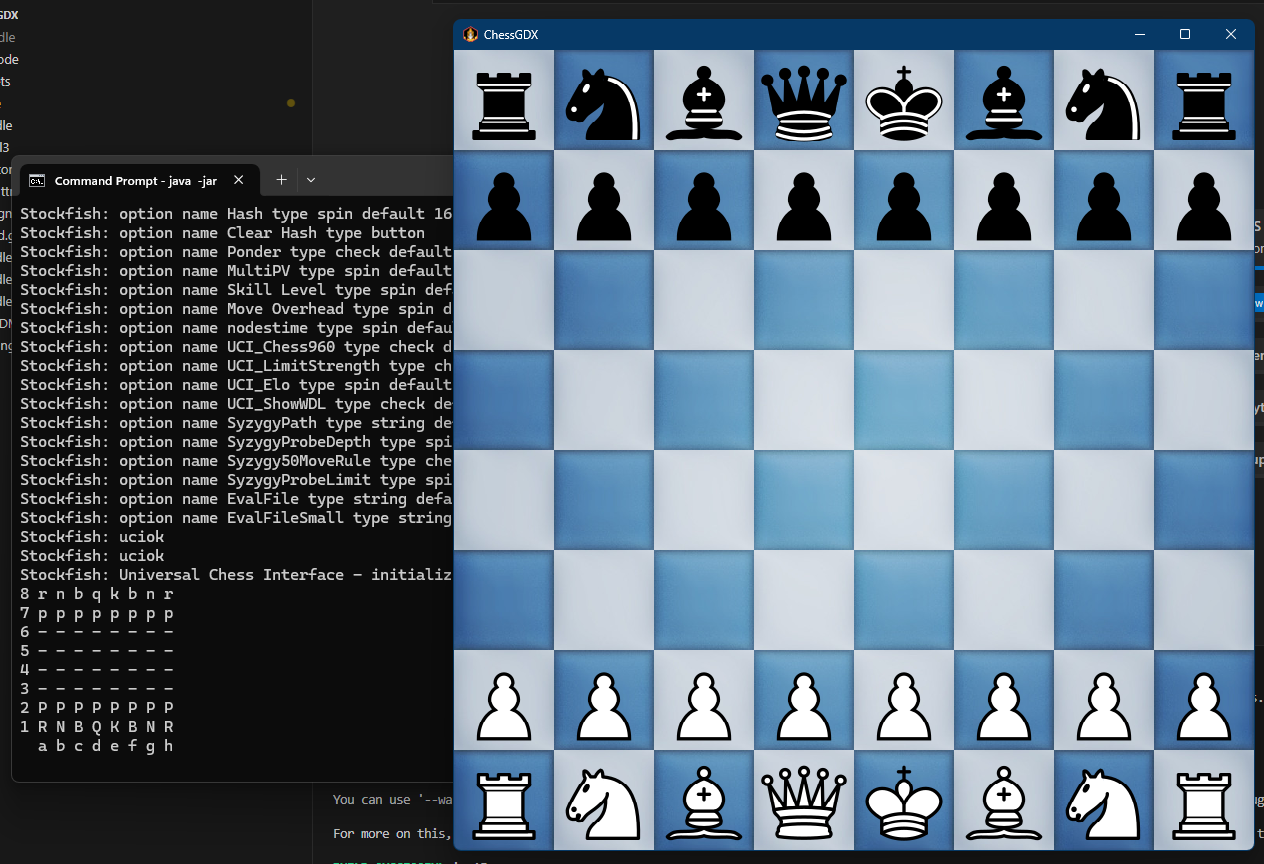 GDX
ChessGDX
Command Prompt - java -jar
Stockfish: option name Hash type spin default 16
Stockfish: option name Clear Hash type button
Stockfish: option name Ponder type check default
Stockfish: option name MultiPV type spin default
Stockfish: option name Skill Level type spin def
Stockfish: option name Move Overhead type spin d
Stockfish: option name nodestime type spin defau
Stockfish: option name UCI_Chess960 type check d
Stockfish: option name UCI_LimitStrength type ch
Stockfish: option name UCI_Elo type spin default
Stockfish: option name UCI_ShowWDL type check de
Stockfish: option name SyzygyPath type string de
Stockfish: option name SyzygyProbeDepth type spi
Stockfish: option name Syzygy50MoveRule type che
Stockfish: option name SyzygyProbeLimit type spi
Stockfish: option name EvalFile type string defa
Stockfish: option name EvalFileSmall type string
Stockfish: uciok
Stockfish: uciok
Stockfish: Universal Chess Interface - initializ
8 r n b q k b n r
7 p p p p p p p p
6 - - - - - - - -
5 - - - - - - - -
4 - - - - - - - -
3 - - - - - - - -
2 P P P P P P P P
1 R N B Q K B N R
a b c d e f g h
You can use '--wa
For more on this,